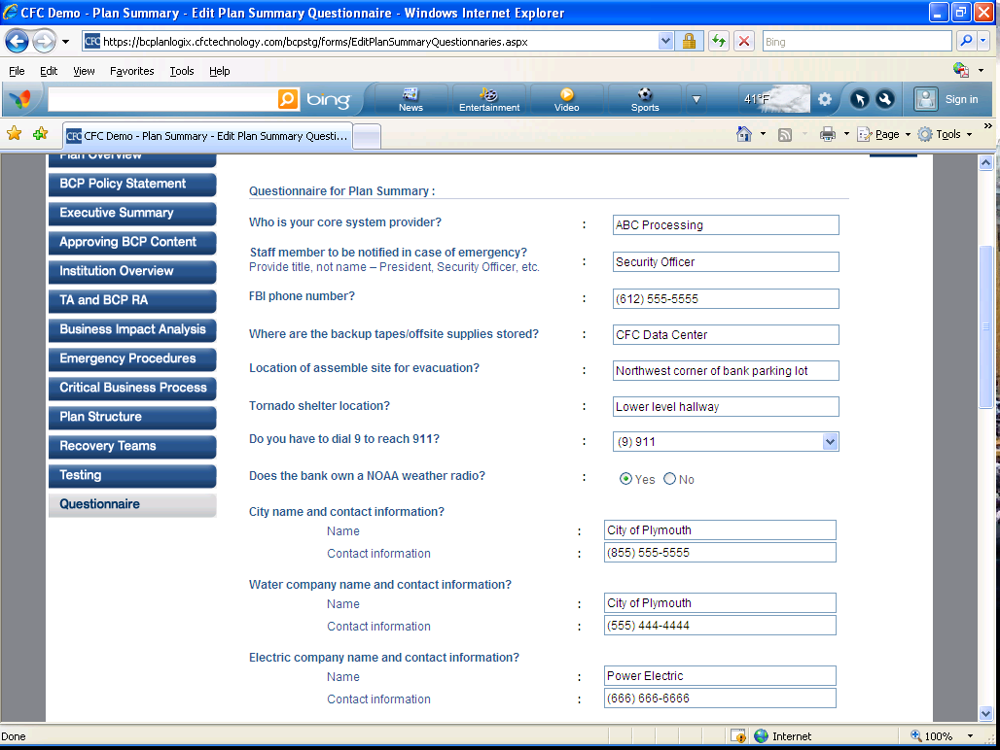 CFC Demo - Plan Summary - Edit Plan Summary Questionnaire - Windows Internet Explorer
CFC https://bcplanlogix.cfctechnology.com/bcpstg/forms/EditPlanSummaryQuestionnaries.aspx Bing
File Edit View Favorites Tools Help
bing News Entertainment Video Sports 41°F Sign in
CFC CFC Demo - Plan Summary - Edit Plan Summary Questi... Page Tools »
Plan Overview
BCP Policy Statement
Executive Summary
Approving BCP Content
Institution Overview
TA and BCP RA
Business Impact Analysis
Emergency Procedures
Critical Business Process
Plan Structure
Recovery Teams
Testing
Questionnaire
Questionnaire for Plan Summary :
Who is your core system provider? : ABC Processing
Staff member to be notified in case of emergency?
Provide title, not name – President, Security Officer, etc. : Security Officer
FBI phone number? : (612) 555-5555
Where are the backup tapes/offsite supplies stored? : CFC Data Center
Location of assemble site for evacuation? : Northwest corner of bank parking lot
Tornado shelter location? : Lower level hallway
Do you have to dial 9 to reach 911? : (9) 911
Does the bank own a NOAA weather radio? : Yes No
City name and contact information?
Name : City of Plymouth
Contact information : (855) 555-5555
Water company name and contact information?
Name : City of Plymouth
Contact information : (555) 444-4444
Electric company name and contact information?
Name : Power Electric
Contact information : (666) 666-6666
Done Internet 100%